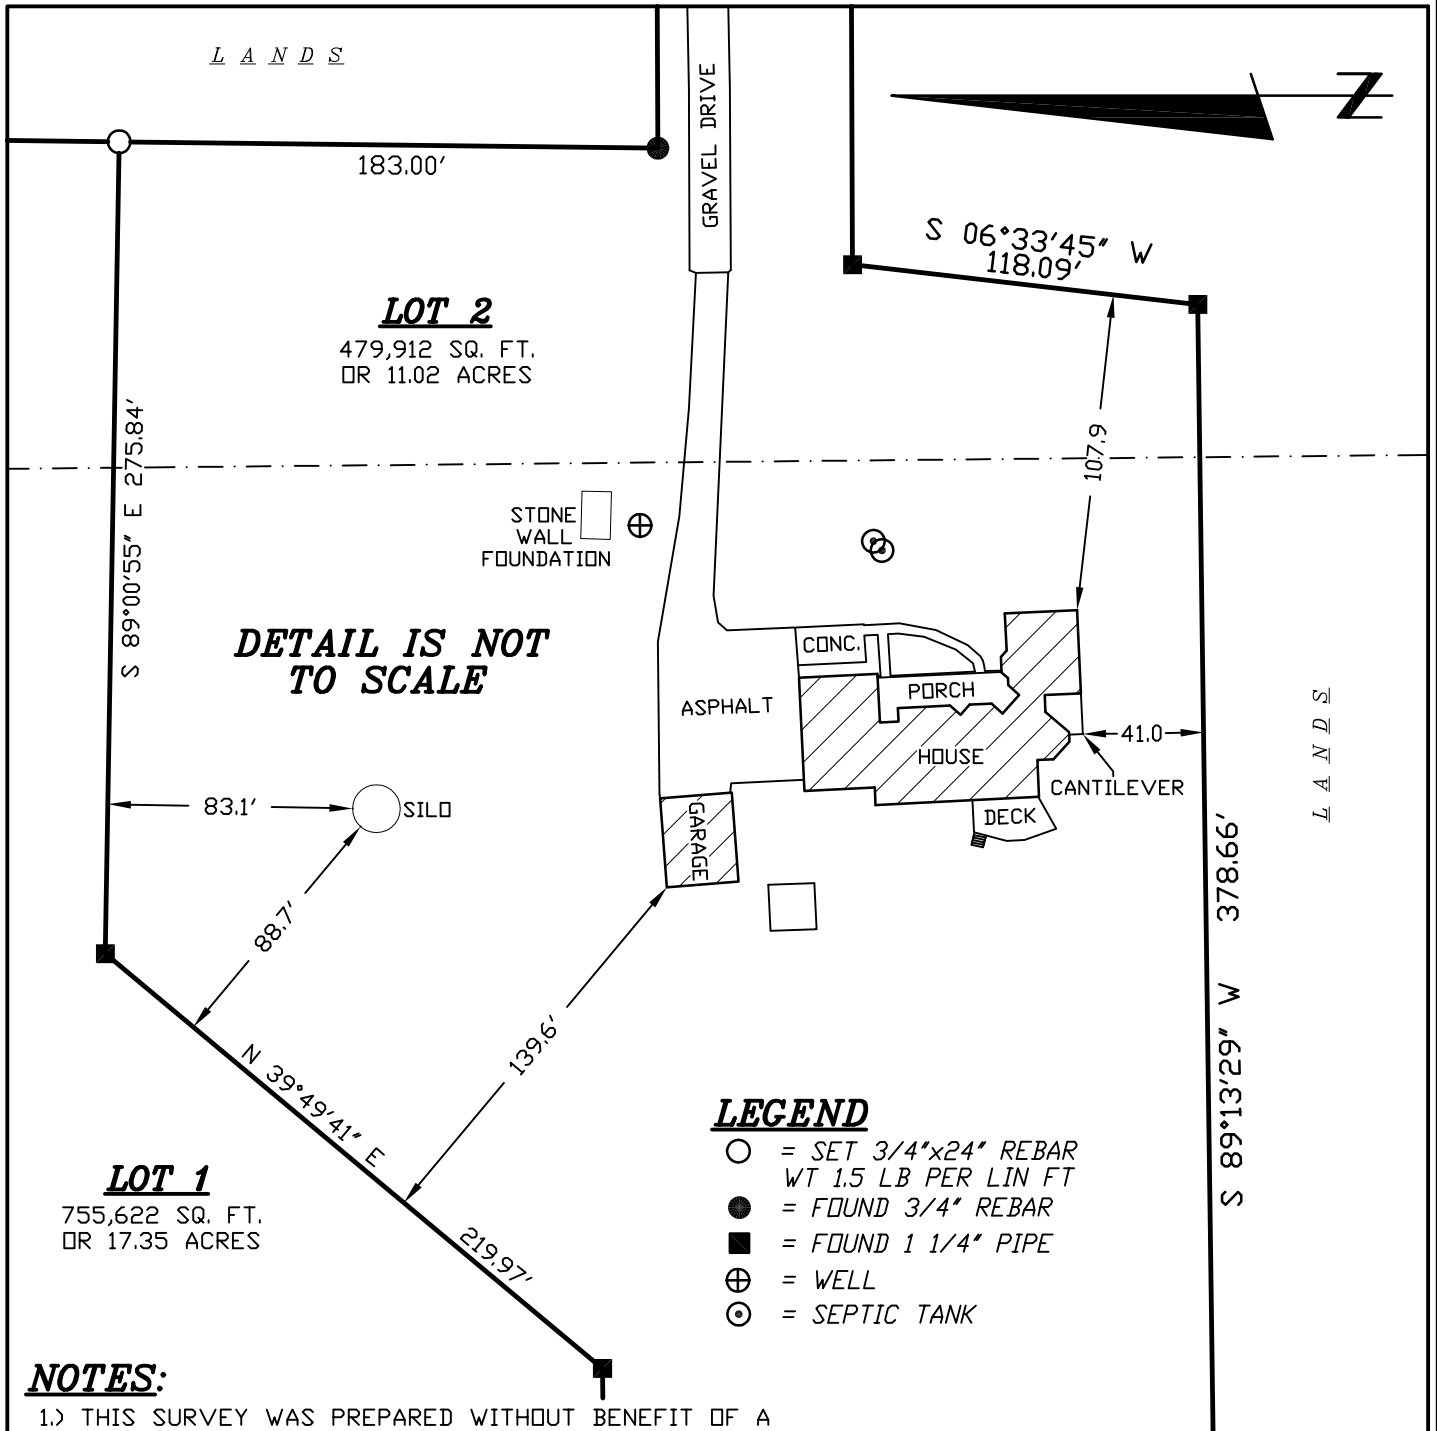 L A N D S
183.00'
GRAVEL DRIVE
N
S 06°33'45" W
118.09'
LOT 2
479,912 SQ. FT.
OR 11.02 ACRES
S 89°00'55" E 275.84'
107.9
STONE
WALL
FOUNDATION
DETAIL IS NOT
TO SCALE
CONC.
PORCH
ASPHALT
HOUSE
41.0
CANTILEVER
L A N D S
83.1'
SILO
GARAGE
DECK
88.7'
139.6'
S 89°13'29" W 378.66'
N 39°49'41" E
219.97'
LOT 1
755,622 SQ. FT.
OR 17.35 ACRES
LEGEND
= SET 3/4"x24" REBAR
WT 1.5 LB PER LIN FT
= FOUND 3/4" REBAR
= FOUND 1 1/4" PIPE
= WELL
= SEPTIC TANK
NOTES:
1.) THIS SURVEY WAS PREPARED WITHOUT BENEFIT OF A